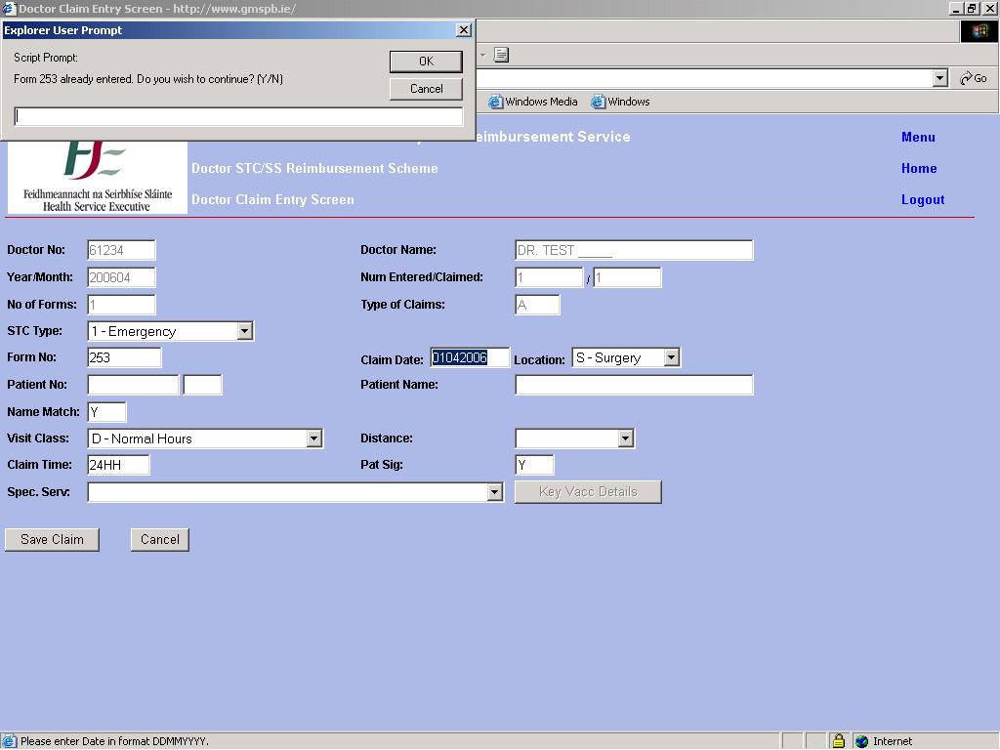 Doctor Claim Entry Screen - http://www.gmspb.ie/
Explorer User Prompt
Script Prompt:
OK
Form 253 already entered. Do you wish to continue? (Y/N)
Cancel
Go
Windows Media Windows
eimbursement Service
Menu
Doctor STC/SS Reimbursement Scheme
Home
Feidhmeannacht na Seirbhíse Sláinte
Health Service Executive
Doctor Claim Entry Screen
Logout
Doctor No: 61234 Doctor Name: DR. TEST _____
Year/Month: 200604 Num Entered/Claimed: 1 / 1
No of Forms: 1 Type of Claims: A
STC Type: 1 - Emergency
Form No: 253 Claim Date: 01042006 Location: S - Surgery
Patient No: Patient Name:
Name Match: Y
Visit Class: D - Normal Hours Distance:
Claim Time: 24HH Pat Sig: Y
Spec. Serv: Key Vacc Details
Save Claim Cancel
Please enter Date in format DDMMYYYY. Internet